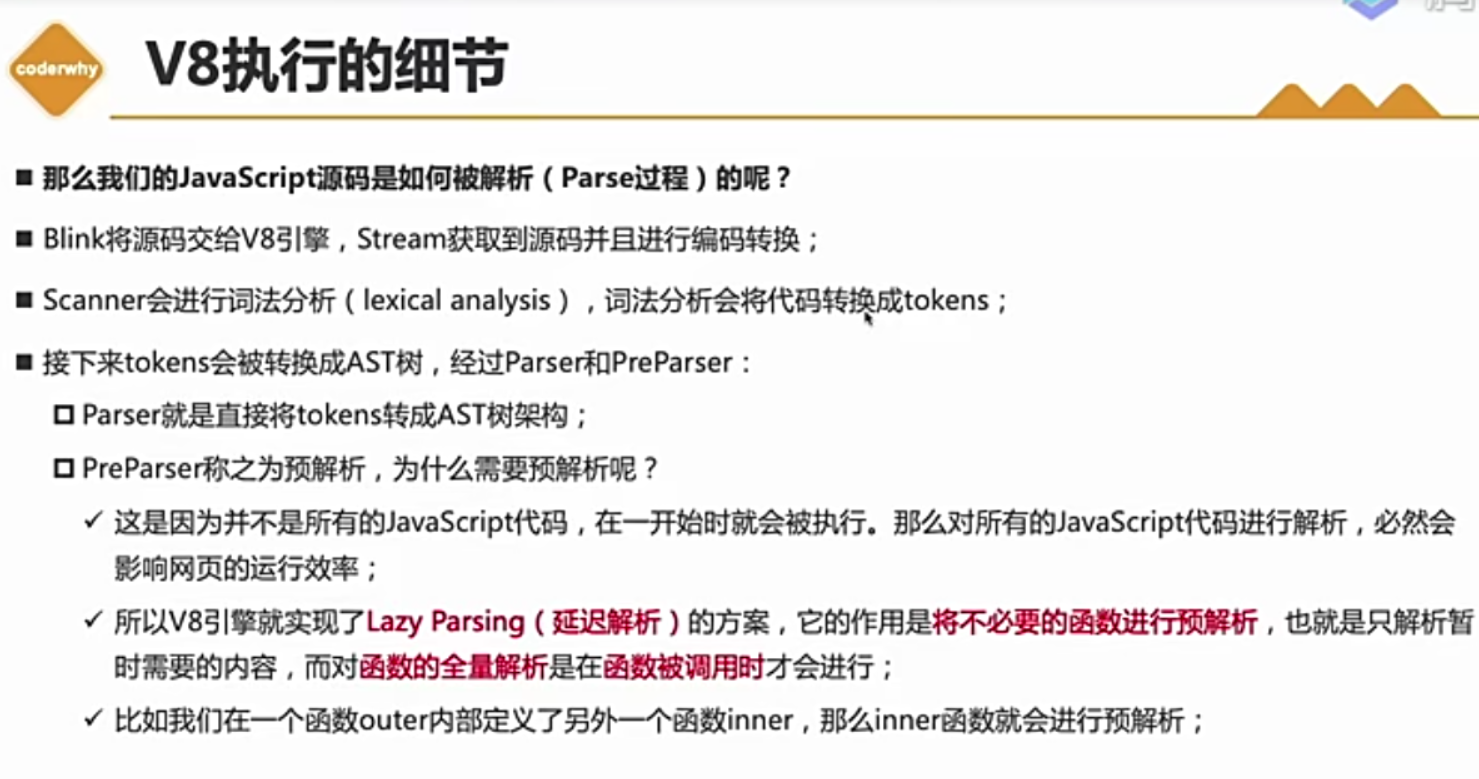 coderwhy
V8执行的细节
那么我们的JavaScript源码是如何被解析（Parse过程）的呢？
Blink将源码交给V8引擎，Stream获取到源码并且进行编码转换；
Scanner会进行词法分析（lexical analysis），词法分析会将代码转换成tokens；
接下来tokens会被转换成AST树，经过Parser和PreParser：
Parser就是直接将tokens转成AST树架构；
PreParser称之为预解析，为什么需要预解析呢？
这是因为并不是所有的JavaScript代码，在一开始时就会被执行。那么对所有的JavaScript代码进行解析，必然会
影响网页的运行效率；
所以V8引擎就实现了Lazy Parsing（延迟解析）的方案，它的作用是将不必要的函数进行预解析，也就是只解析暂
时需要的内容，而对函数的全量解析是在函数被调用时才会进行；
比如我们在一个函数outer内部定义了另外一个函数inner，那么inner函数就会进行预解析；